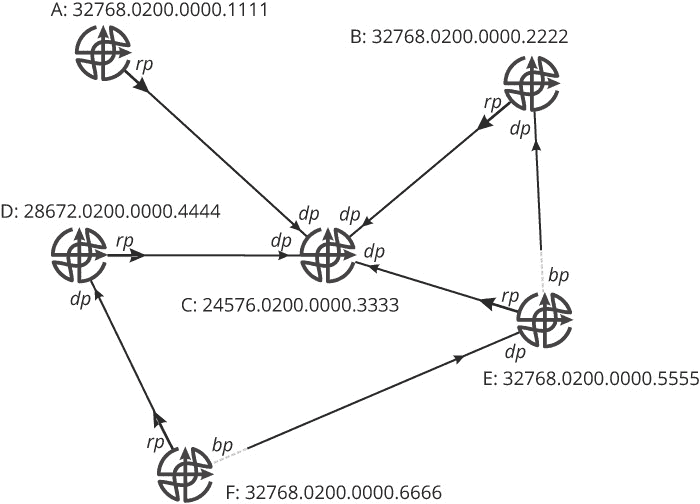 A: 32768.0200.0000.1111
B: 32768.0200.0000.2222
rp
rp
dp
D: 28672.0200.0000.4444
dp
dp
rp
dp
dp
bp
dp
C: 24576.0200.0000.3333
rp
dp
E: 32768.0200.0000.5555
rp
bp
F: 32768.0200.0000.6666